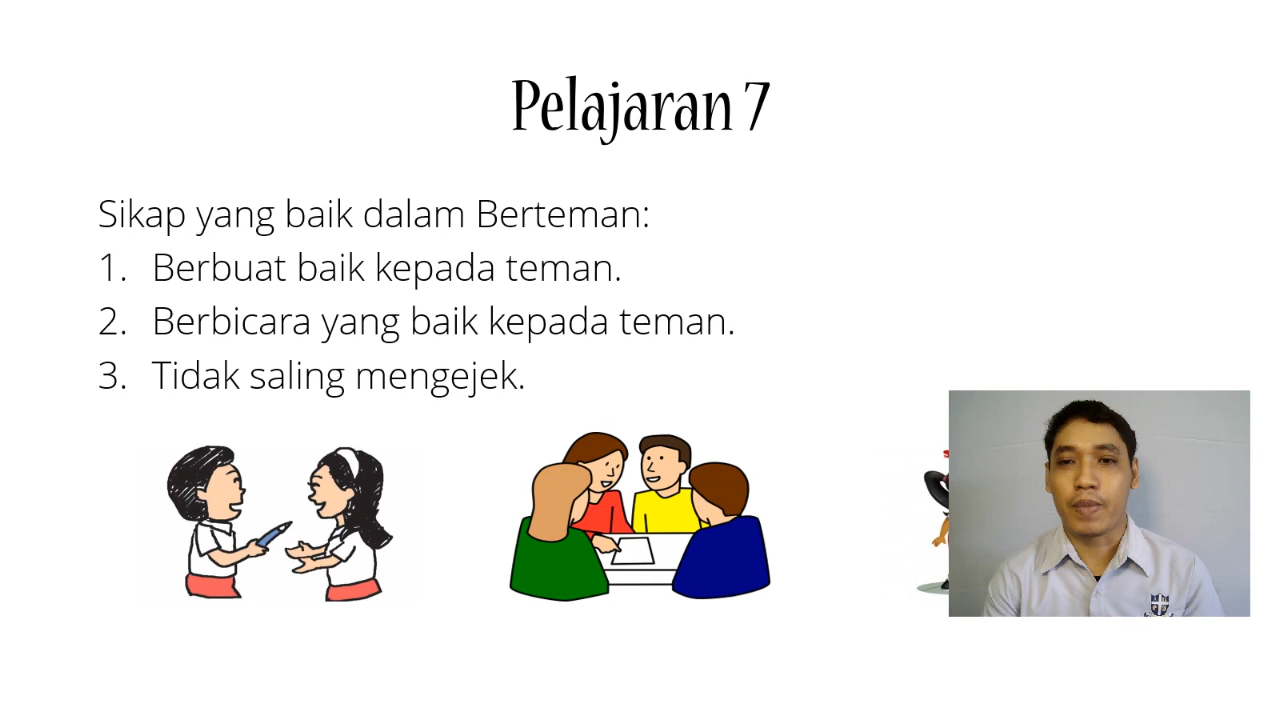 Pelajaran 7
Sikap yang baik dalam Berteman:
1. Berbuat baik kepada teman.
2. Berbicara yang baik kepada teman.
3. Tidak saling mengejek.